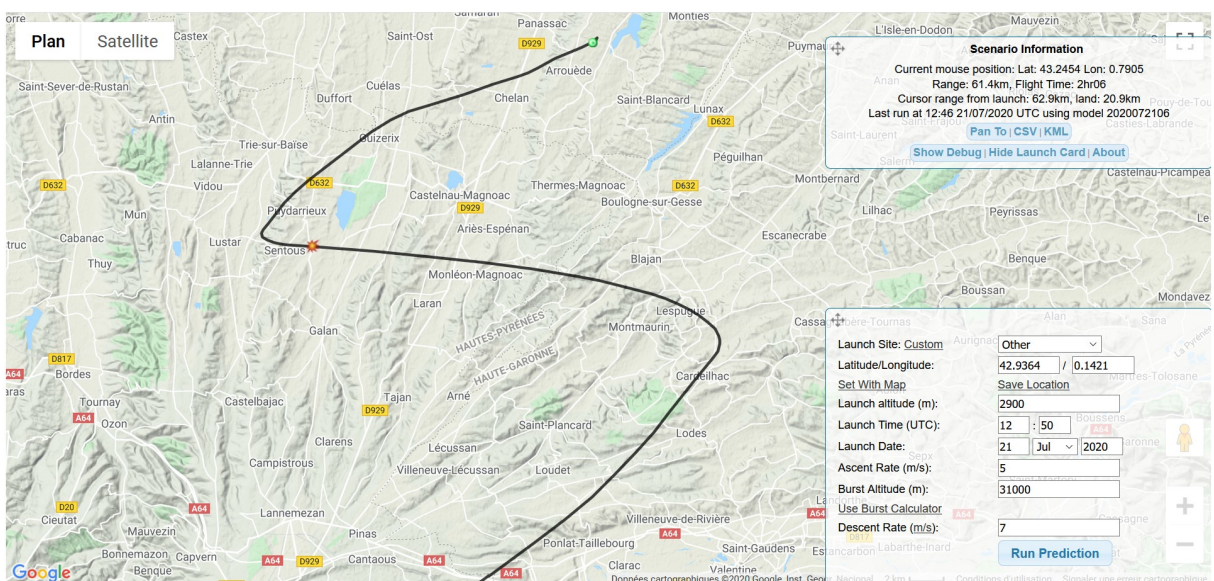 Plan Satellite
Samaran
Panassac
Monties
Mauvezin
L'Isle-en-Dodon
Castex
Saint-Ost
D929
Arrouède
Saint-Sever-de-Rustan
Cuélas
Duffort
Chelan
Saint-Blancard
Lunax
D632
Antin
Guizerix
Trie-sur-Baïse
Péguilhan
Lalanne-Trie
D632
Vidou
D632
Castelnau-Magnoac
D929
Thermes-Magnoac
D632
Boulogne-sur-Gesse
Montbernard
Castelnau-Picampea
Mun
Puydarrieux
Lilhac
Peyrissas
Cabanac
Lustar
Sentous
Ariès-Espénan
Escanecrabe
Thuy
Monléon-Magnoac
Blajan
Benque
Laran
Lespugue
Boussan
Mondavez
Galan
HAUTES-PYRÉNÉES
HAUTE-GARONNE
Montmaurin
D817
A64
Bordes
Cardeilhac
Tournay
A64
Ozon
Castelbajac
Tajan
D929
Arné
Saint-Plancard
Lodes
Clarens
Lécussan
Campistrous
Villeneuve-Lécussan
Loudet
D20
Cieutat
A64
Lannemezan
Villeneuve-de-Rivière
A64
Mauvezin
Pinas
Ponlat-Taillebourg
Saint-Gaudens
Bonnemazon
Capvern
Benque
A64
D929
Cantaous
A64
A64
Clarac
Valentine
Labarthe-Inard
Google
Scenario Information
Current mouse position: Lat: 43.2454 Lon: 0.7905
Range: 61.4km, Flight Time: 2hr06
Cursor range from launch: 62.9km, land: 20.9km
Last run at 12:46 21/07/2020 UTC using model 2020072106
Pan To | CSV | KML
Show Debug | Hide Launch Card | About
Launch Site: Custom Other
Latitude/Longitude: 42.9364 / 0.1421
Set With Map Save Location
Launch altitude (m): 2900
Launch Time (UTC): 12 : 50
Launch Date: 21 Jul 2020
Ascent Rate (m/s): 5
Burst Altitude (m): 31000
Use Burst Calculator
Descent Rate (m/s): 7
Run Prediction